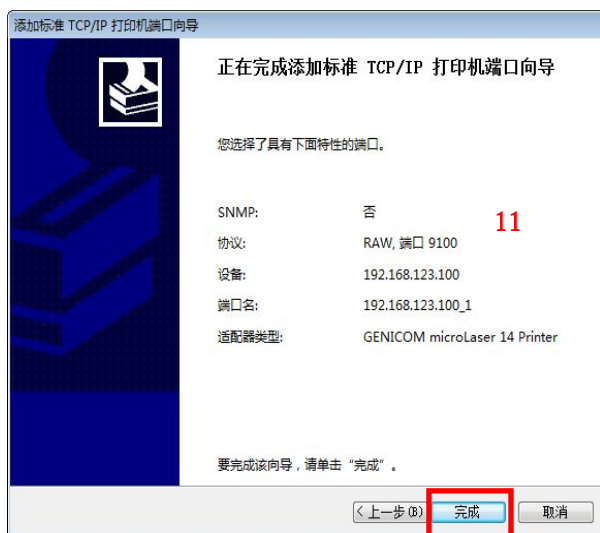 添加标准 TCP/IP 打印机端口向导
正在完成添加标准 TCP/IP 打印机端口向导
您选择了具有下面特性的端口。
SNMP: 否
11
协议: RAW, 端口 9100
设备: 192.168.123.100
端口名: 192.168.123.100_1
适配器类型: GENICOM microLaser 14 Printer
要完成该向导，请单击“完成”。
< 上一步(B) 完成 取消